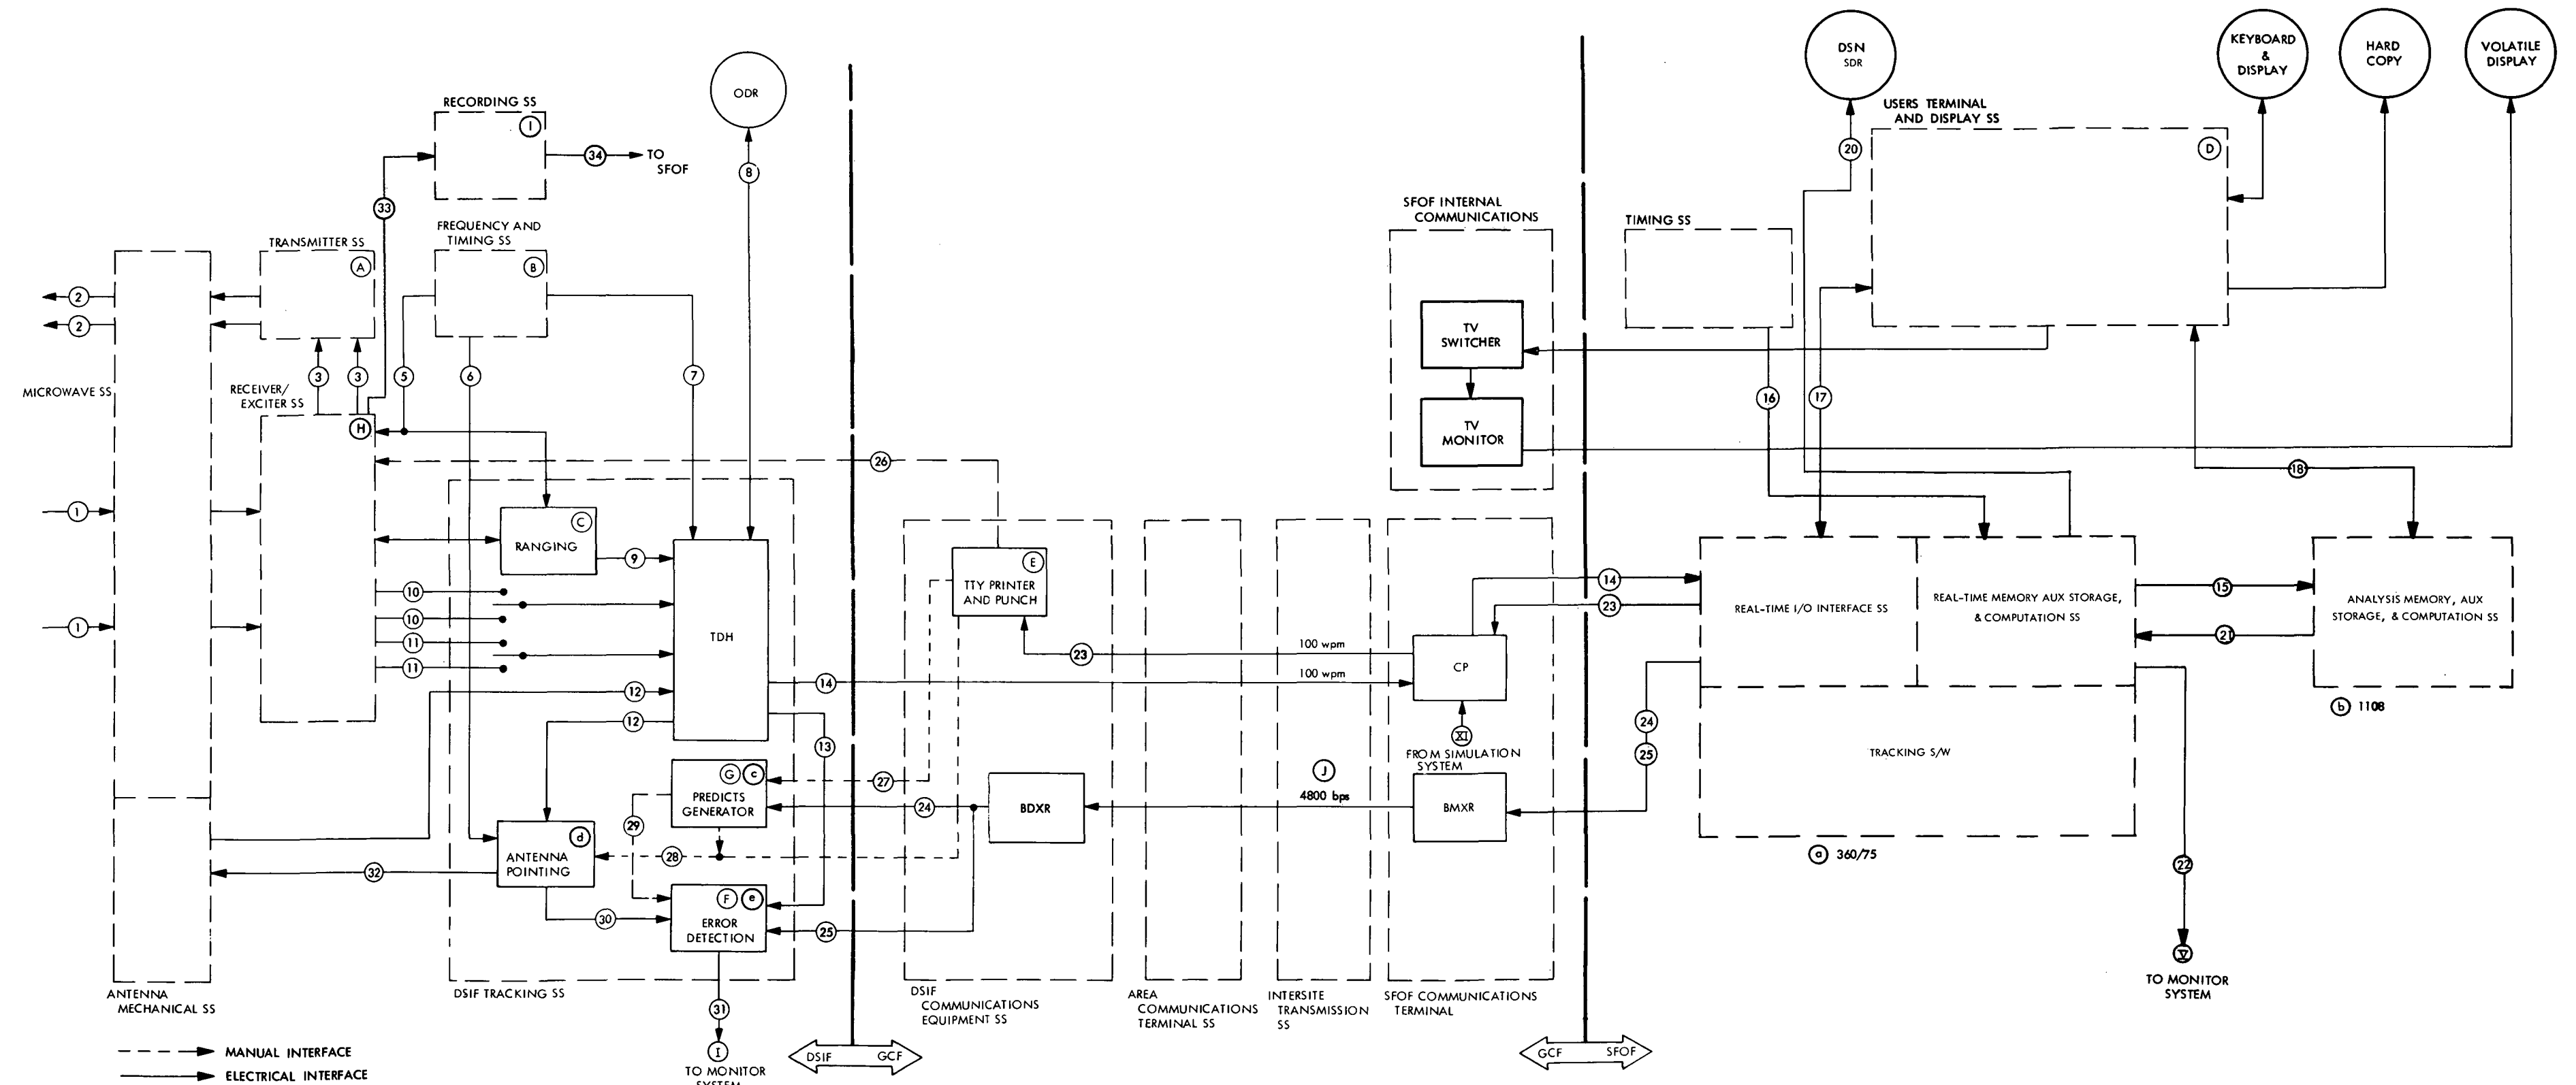 RECORDING SS
I
34
TO
SFOF
33
ODR
8
TRANSMITTER SS
A
FREQUENCY AND
TIMING SS
B
2
2
3
3
5
6
7
MICROWAVE SS
RECEIVER/
EXCITER SS
H
1
1
C
RANGING
9
10
10
11
11
12
12
TDH
13
14
G c
PREDICTS
GENERATOR
29
28
d
ANTENNA
POINTING
32
30
F e
ERROR
DETECTION
31
I
TO MONITOR
SYSTEM
ANTENNA
MECHANICAL SS
DSIF TRACKING SS
MANUAL INTERFACE
ELECTRICAL INTERFACE
DSIF GCF
26
27
24
25
E
TTY PRINTER
AND PUNCH
23
BDXR
DSIF
COMMUNICATIONS
EQUIPMENT SS
AREA
COMMUNICATIONS
TERMINAL SS
INTERSITE
TRANSMISSION
SS
SFOF COMMUNICATIONS
TERMINAL
100 wpm
100 wpm
J
4800 bps
CP
XI
FROM SIMULATION
SYSTEM
BMXR
SFOF INTERNAL
COMMUNICATIONS
TV
SWITCHER
TV
MONITOR
GCF SFOF
TIMING SS
DSN
SDR
20
USERS TERMINAL
AND DISPLAY SS
D
KEYBOARD
&
DISPLAY
HARD
COPY
VOLATILE
DISPLAY
16
17
18
14
23
24
25
REAL-TIME I/O INTERFACE SS
REAL-TIME MEMORY AUX STORAGE,
& COMPUTATION SS
TRACKING S/W
a 360/75
15
21
ANALYSIS MEMORY, AUX
STORAGE, & COMPUTATION SS
b 1108
22
V
TO MONITOR
SYSTEM